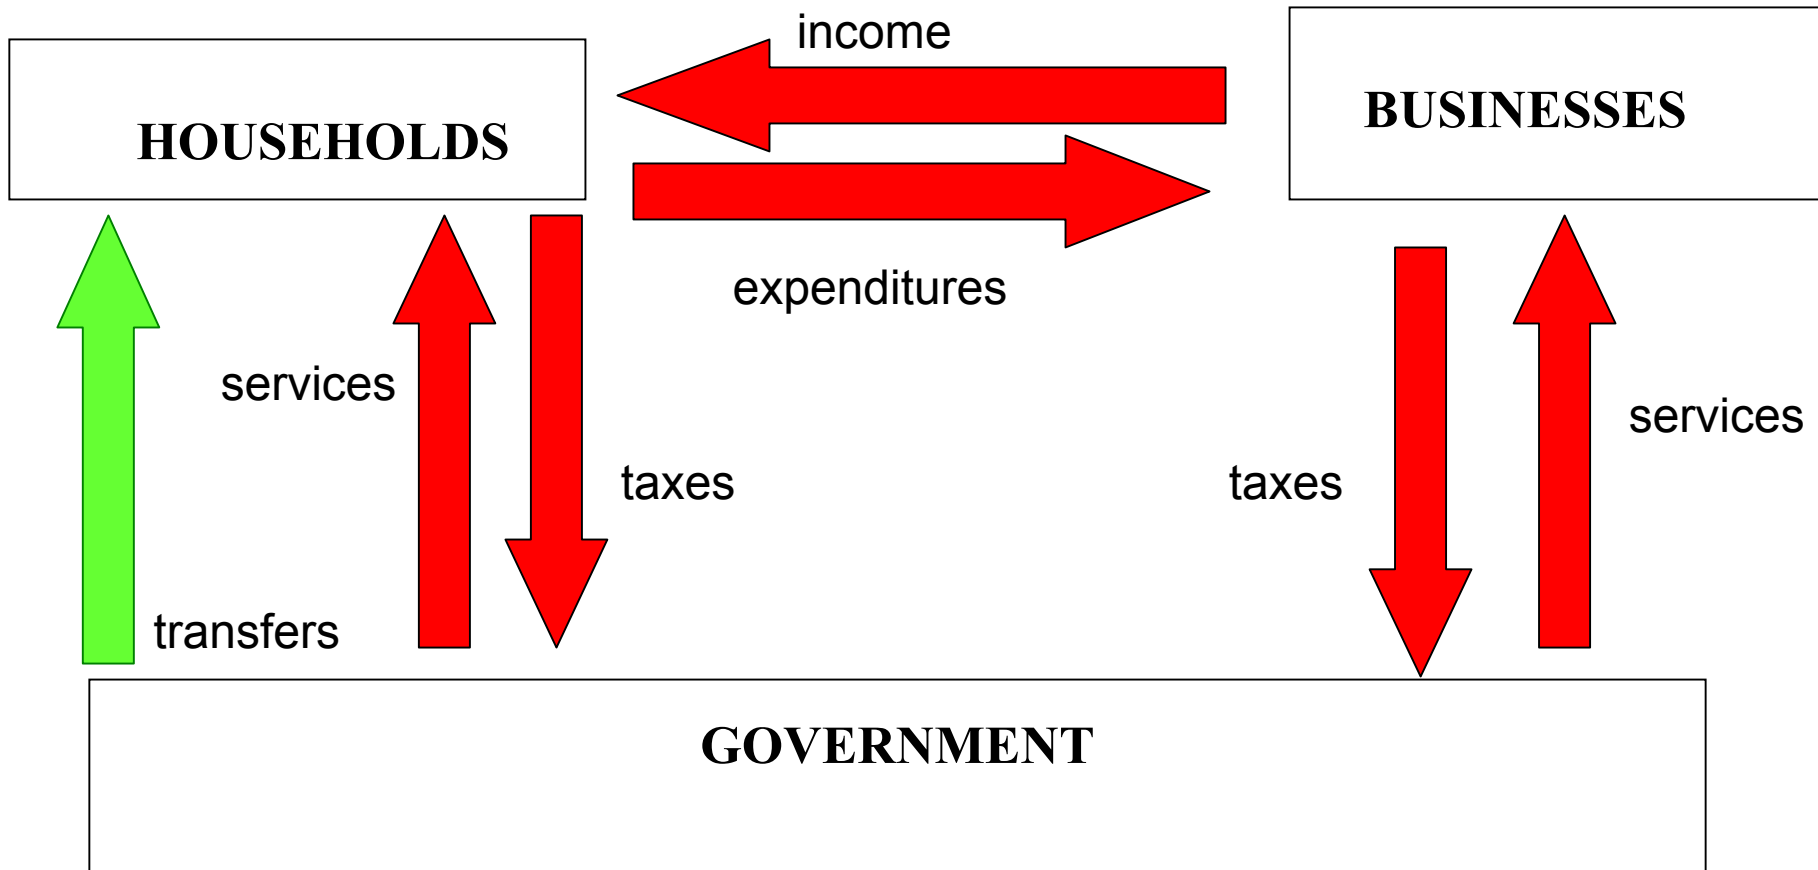 income
BUSINESSES
HOUSEHOLDS
expenditures
services
services
taxes
taxes
transfers
GOVERNMENT